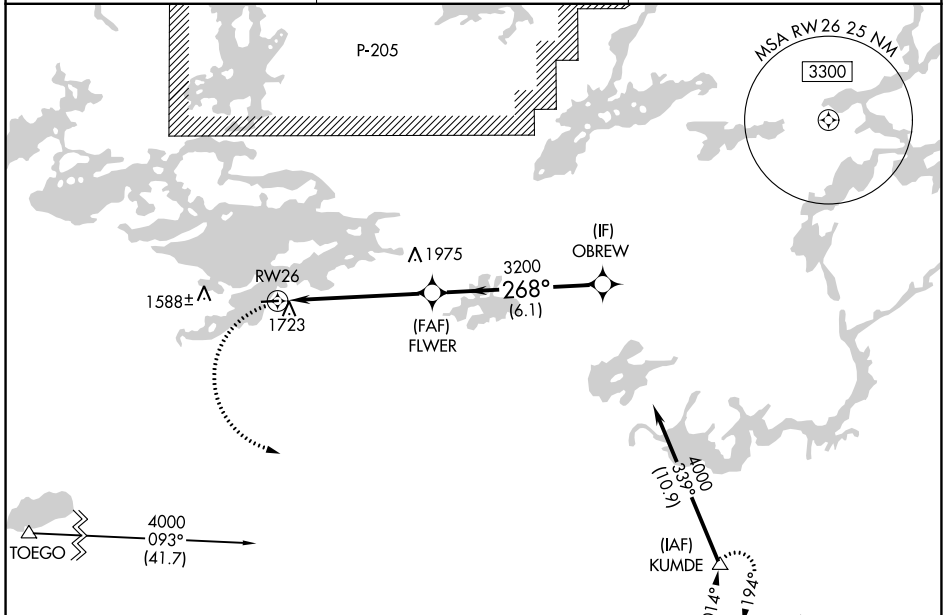 P-205
MSA RW26 25 NM
3300
(IF)
OBREW
1975
3200
268°
(6.1)
RW26
1588±
1723
(FAF)
FLWER
4000
339°
(10.9)
4000
093°
(41.7)
TOEGO
(IAF)
KUMDE
014°
194°